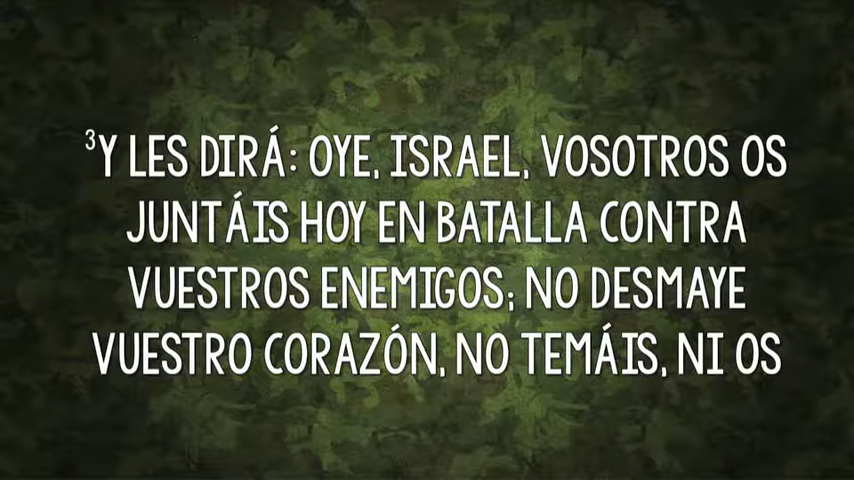 ³Y LES DIRÁ: OYE, ISRAEL, VOSOTROS OS
JUNTÁIS HOY EN BATALLA CONTRA
VUESTROS ENEMIGOS; NO DESMAYE
VUESTRO CORAZÓN, NO TEMÁIS, NI OS